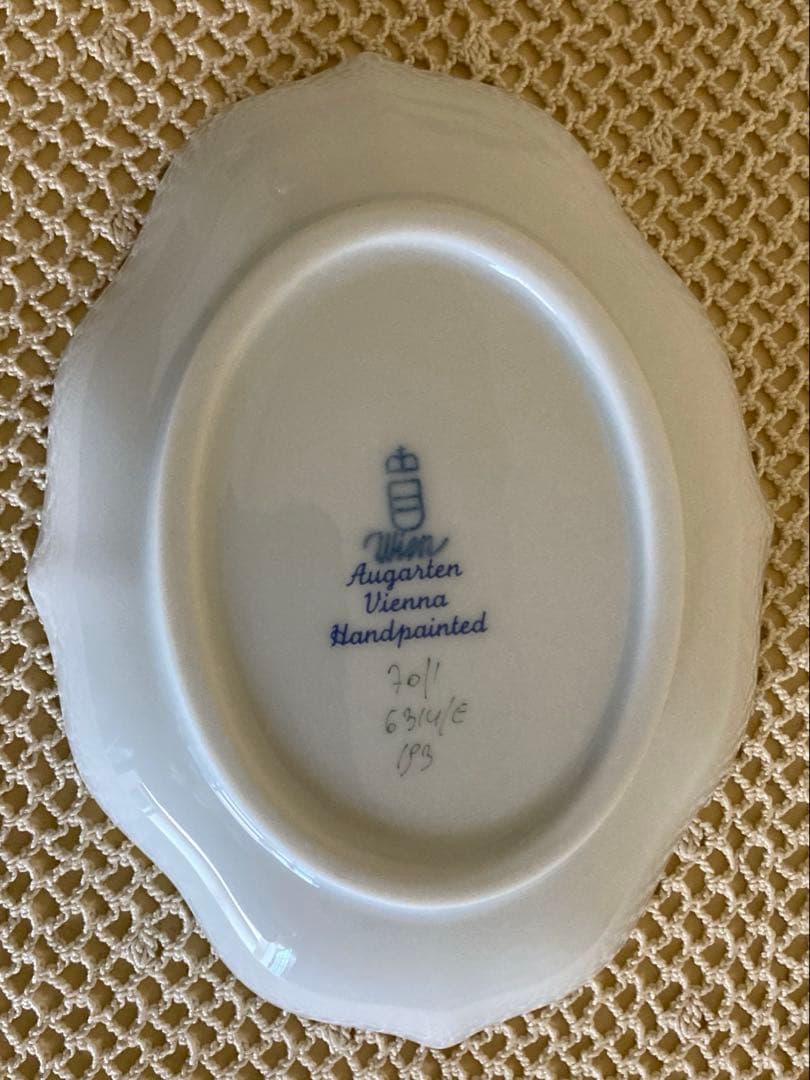 Wien
Augarten
Vienna
Handpainted
70/1
6314/E
193